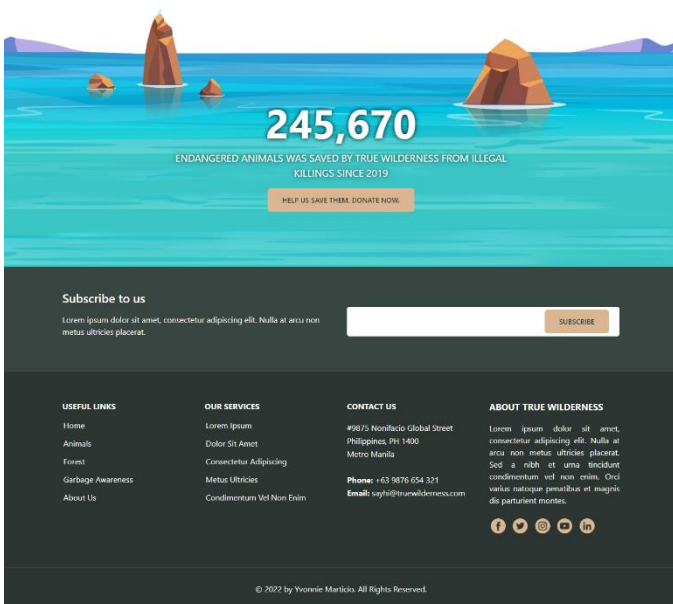 245,670
ENDANGERED ANIMALS WAS SAVED BY TRUE WILDERNESS FROM ILLEGAL
KILLINGS SINCE 2019
HELP US SAVE THEM. DONATE NOW.
Subscribe to us
Lorem ipsum dolor sit amet, consectetur adipiscing elit. Nulla at arcu non
metus ultricies placerat.
SUBSCRIBE
USEFUL LINKS
Home
Animals
Forest
Garbage Awareness
About Us
OUR SERVICES
Lorem Ipsum
Dolor Sit Amet
Consectetur Adipiscing
Metus Ultricies
Condimentum Vel Non Enim
CONTACT US
#9875 Nonifacio Global Street
Philippines, PH 1400
Metro Manila
Phone: +63 9876 654 321
Email: sayhi@truewilderness.com
ABOUT TRUE WILDERNESS
Lorem ipsum dolor sit amet,
consectetur adipiscing elit. Nulla at
arcu non metus ultricies placerat.
Sed a nibh et urna tincidunt
condimentum vel non enim. Orci
varius natoque penatibus et magnis
dis parturient montes.
© 2022 by Yvonnie Marticio. All Rights Reserved.